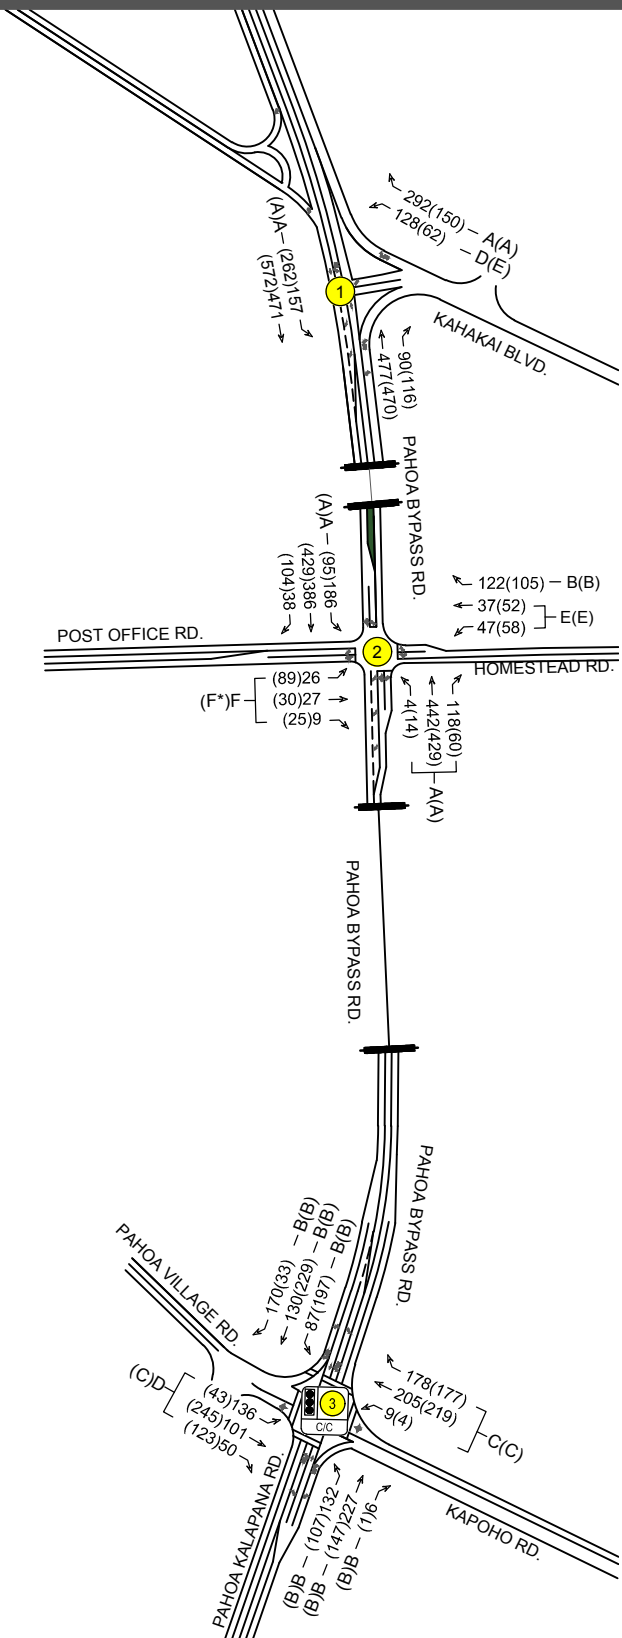 292(150) – A(A)
128(62) – D(E)
(A)A – (262)157
(572)471
1
KAHAKAI BLVD.
90(116)
477(470)
PAHOA BYPASS RD.
(A)A – (95)186
(429)386
(104)38
122(105) – B(B)
37(52)
47(58)
E(E)
POST OFFICE RD.
2
HOMESTEAD RD.
(F*)F
(89)26
(30)27
(25)9
118(60)
442(429)
4(14)
A(A)
PAHOA BYPASS RD.
PAHOA BYPASS RD.
170(33) – B(B)
130(229) – B(B)
87(197) – B(B)
PAHOA VILLAGE RD.
178(177)
205(219)
9(4)
C(C)
(C)D
(43)136
(245)101
(123)50
3
C/C
PAHOA KALAPANA RD.
KAPOHO RD.
(B)B – (107)132
(B)B – (147)227
(B)B – (1)6